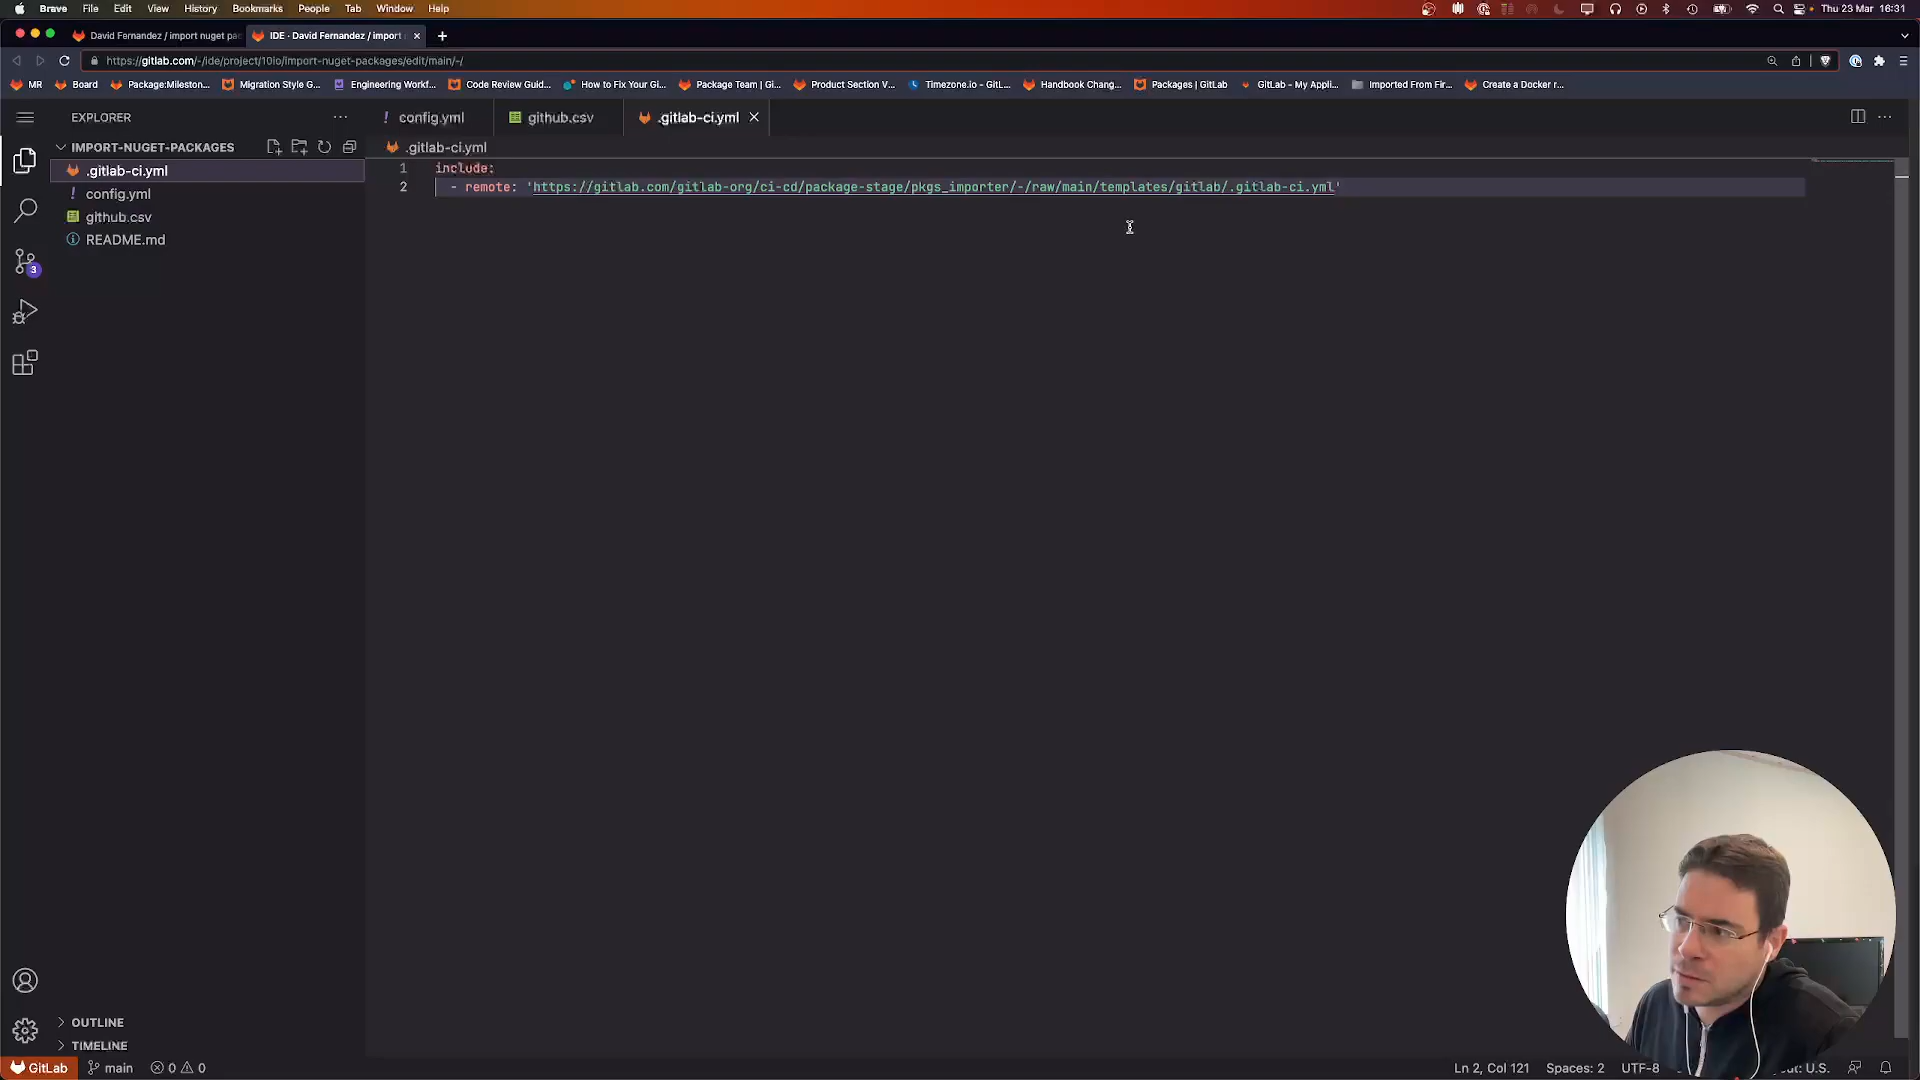 Brave File Edit View History Bookmarks People Tab Window Help Thu 23 Mar 16:31
David Fernandez / import nuget pa IDE · David Fernandez / import
https://gitlab.com/-/ide/project/10io/import-nuget-packages/edit/main/-/
MR Board Package:Mileston... Migration Style G... Engineering Workf... Code Review Guid... How to Fix Your Gi... Package Team | Gi... Product Section V... Timezone.io - GitL... Handbook Chang... Packages | GitLab GitLab - My Appli... Imported From Fir... Create a Docker r...
EXPLORER
config.yml github.csv .gitlab-ci.yml
IMPORT-NUGET-PACKAGES
.gitlab-ci.yml
.gitlab-ci.yml
config.yml
github.csv
README.md
1 include:
2 - remote: 'https://gitlab.com/gitlab-org/ci-cd/package-stage/pkgs_importer/-/raw/main/templates/gitlab/.gitlab-ci.yml'
3
OUTLINE
TIMELINE
GitLab main 0 0 Ln 2, Col 121 Spaces: 2 UTF-8 U.S.